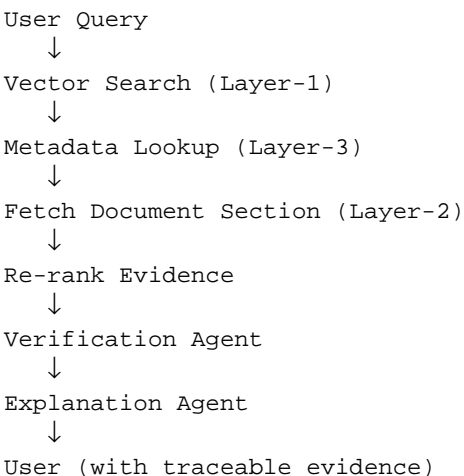 User Query
↓
Vector Search (Layer-1)
↓
Metadata Lookup (Layer-3)
↓
Fetch Document Section (Layer-2)
↓
Re-rank Evidence
↓
Verification Agent
↓
Explanation Agent
↓
User (with traceable evidence)